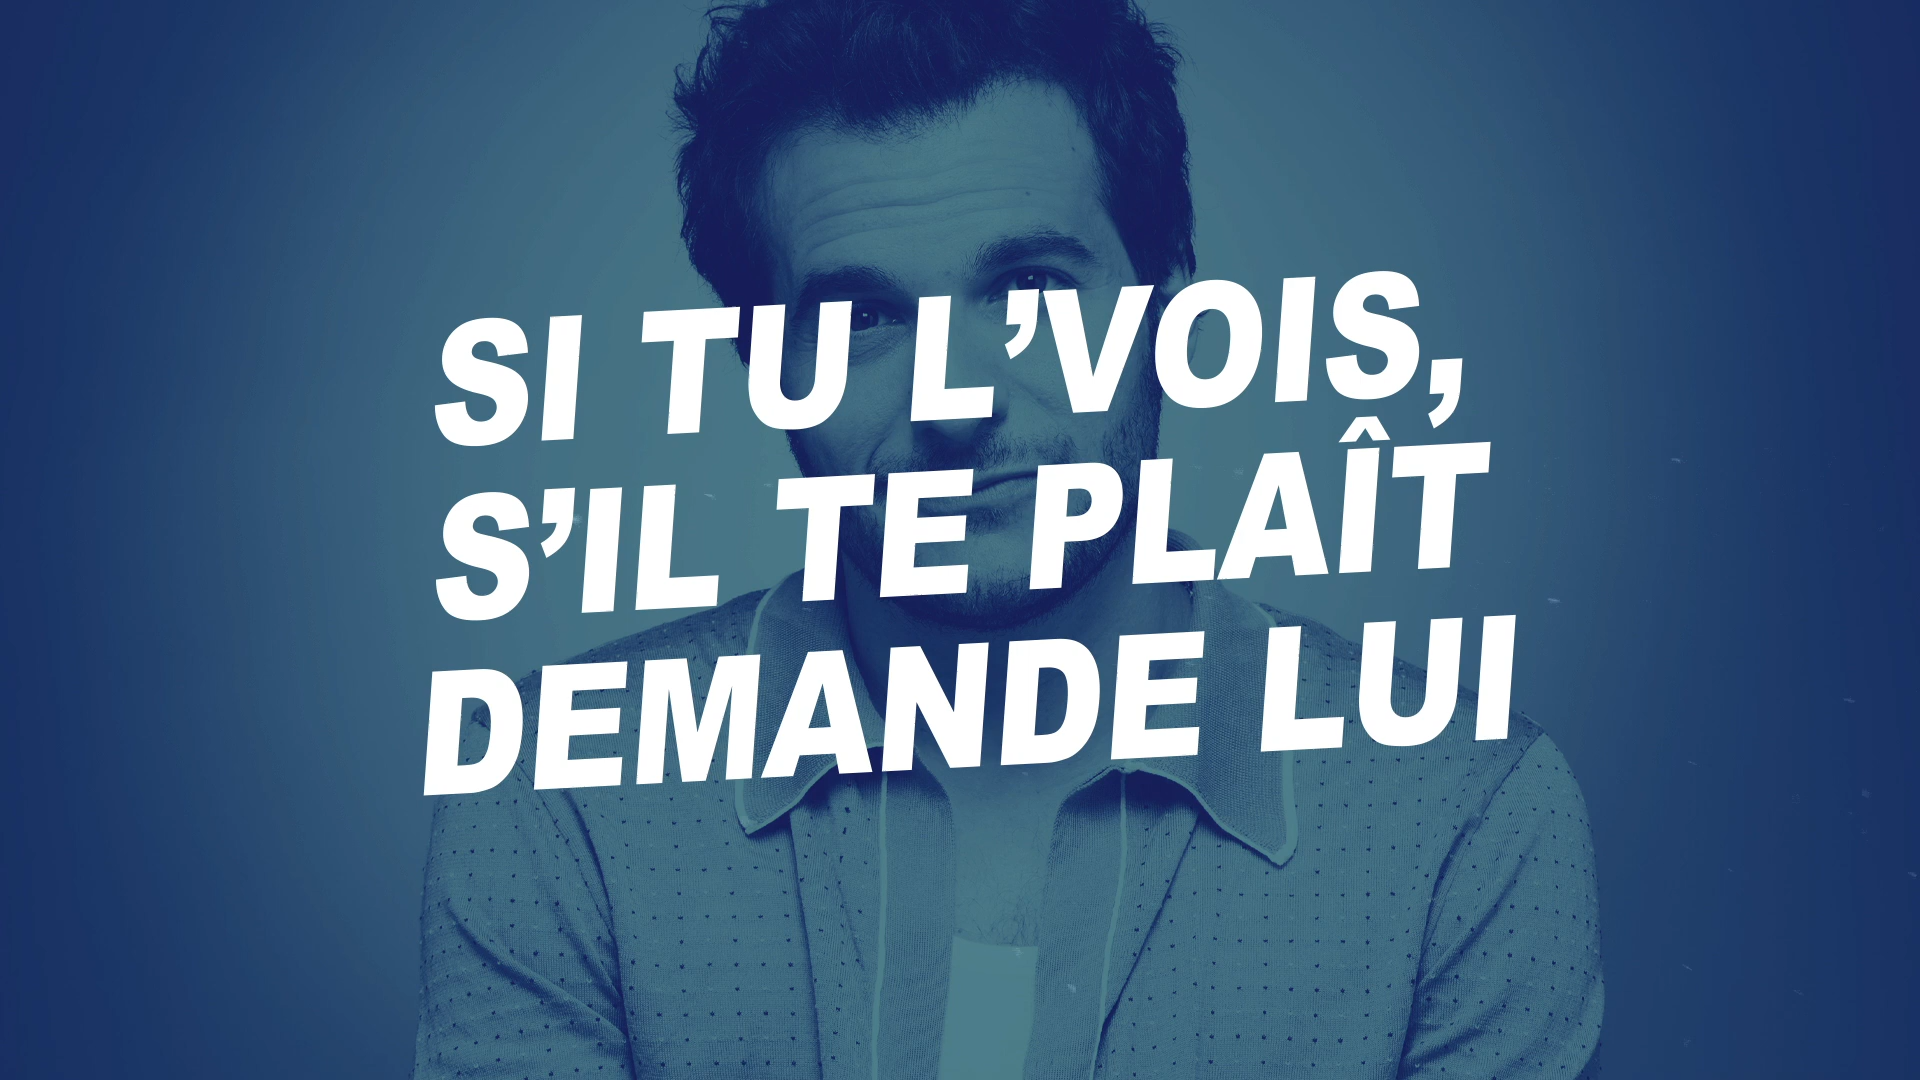 SI TU L’VOIS,
S’IL TE PLAÎT
DEMANDE LUI